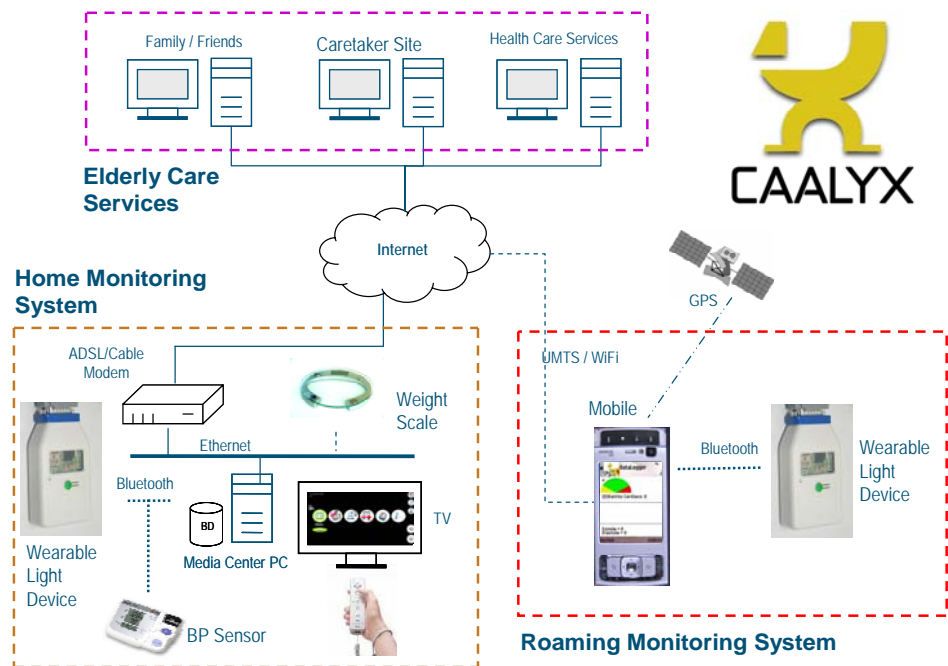 Family / Friends
Caretaker Site
Health Care Services
Elderly Care
Services
CAALYX
Internet
GPS
Home Monitoring
System
ADSL/Cable
Modem
Weight
Scale
Ethernet
Bluetooth
BD
Media Center PC
TV
Wearable
Light
Device
BP Sensor
UMTS / WiFi
Mobile
Bluetooth
Wearable
Light
Device
Roaming Monitoring System